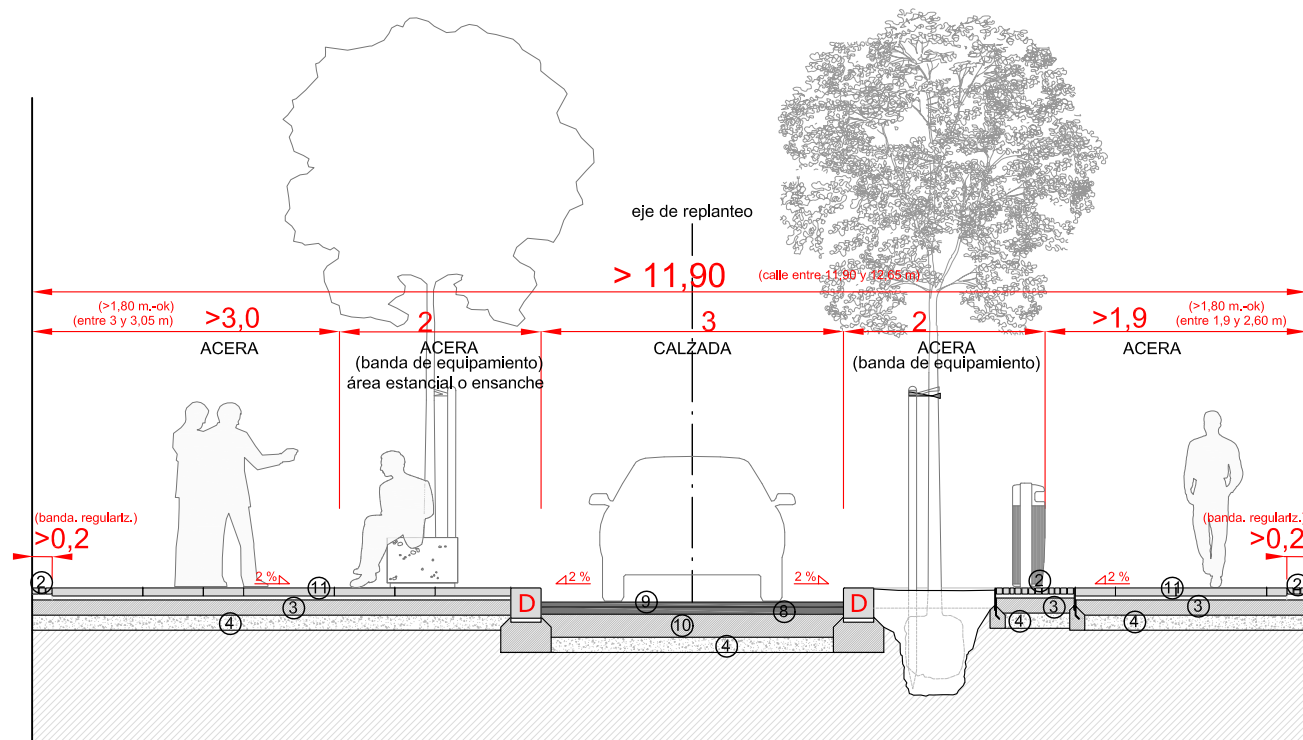 eje de replanteo
> 11,90
(calle entre 11,90 y 12,65 m)
(>1,80 m.-ok)
(entre 3 y 3,05 m)
>3,0
2
3
2
>1,9
(>1,80 m.-ok)
(entre 1,9 y 2,60 m)
ACERA
ACERA
(banda de equipamiento)
área estancial o ensanche
CALZADA
ACERA
(banda de equipamiento)
ACERA
(banda. regulariz.)
>0,2
(banda. regulariz.)
>0,2
2 %
2 %
2 %
2 %
2
11
2
11
2
D
9
8
D
3
10
3
3
4
4
4
4